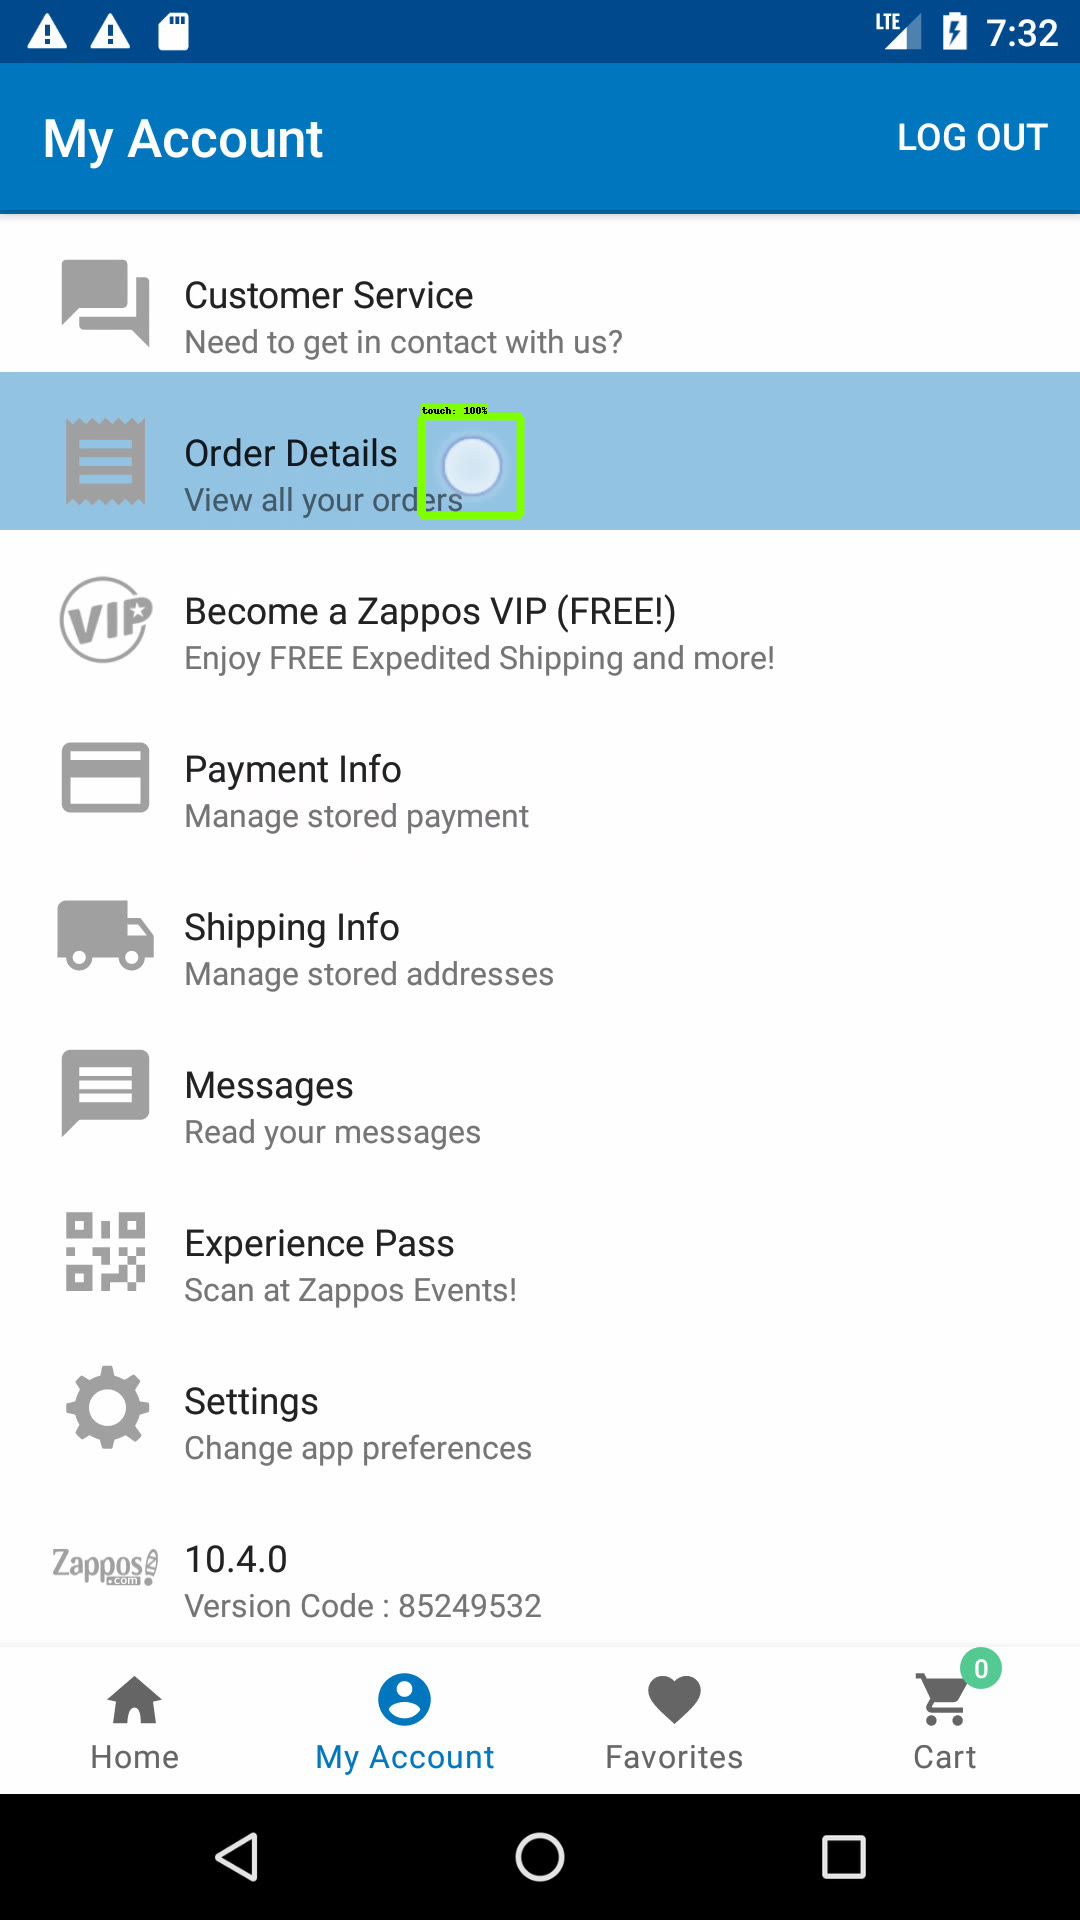 LTE 7:32
My Account LOG OUT
Customer Service
Need to get in contact with us?
touch: 100%
Order Details
View all your orders
VIP
Become a Zappos VIP (FREE!)
Enjoy FREE Expedited Shipping and more!
Payment Info
Manage stored payment
Shipping Info
Manage stored addresses
Messages
Read your messages
Experience Pass
Scan at Zappos Events!
Settings
Change app preferences
Zappos
.com
10.4.0
Version Code : 85249532
0
Home My Account Favorites Cart